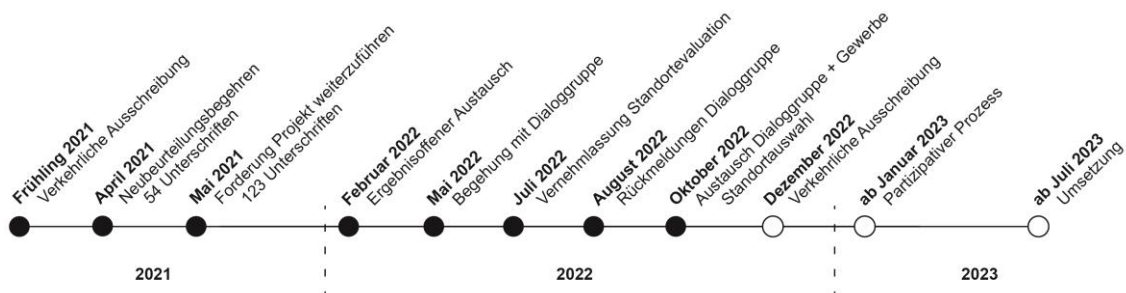 Frühling 2021
Verkehrliche Ausschreibung
April 2021
Neubeurteilungsbegehren
54 Unterschriften
Mai 2021
Forderung Projekt weiterzuführen
123 Unterschriften
Februar 2022
Ergebnisoffener Austausch
Mai 2022
Begehung mit Dialoggruppe
Juli 2022
Vernehmlassung Standortevaluation
August 2022
Rückmeldungen Dialoggruppe
Oktober 2022
Austausch Dialoggruppe + Gewerbe
Standortauswahl
Dezember 2022
Verkehrliche Ausschreibung
ab Januar 2023
Partizipativer Prozess
ab Juli 2023
Umsetzung
2021
2022
2023